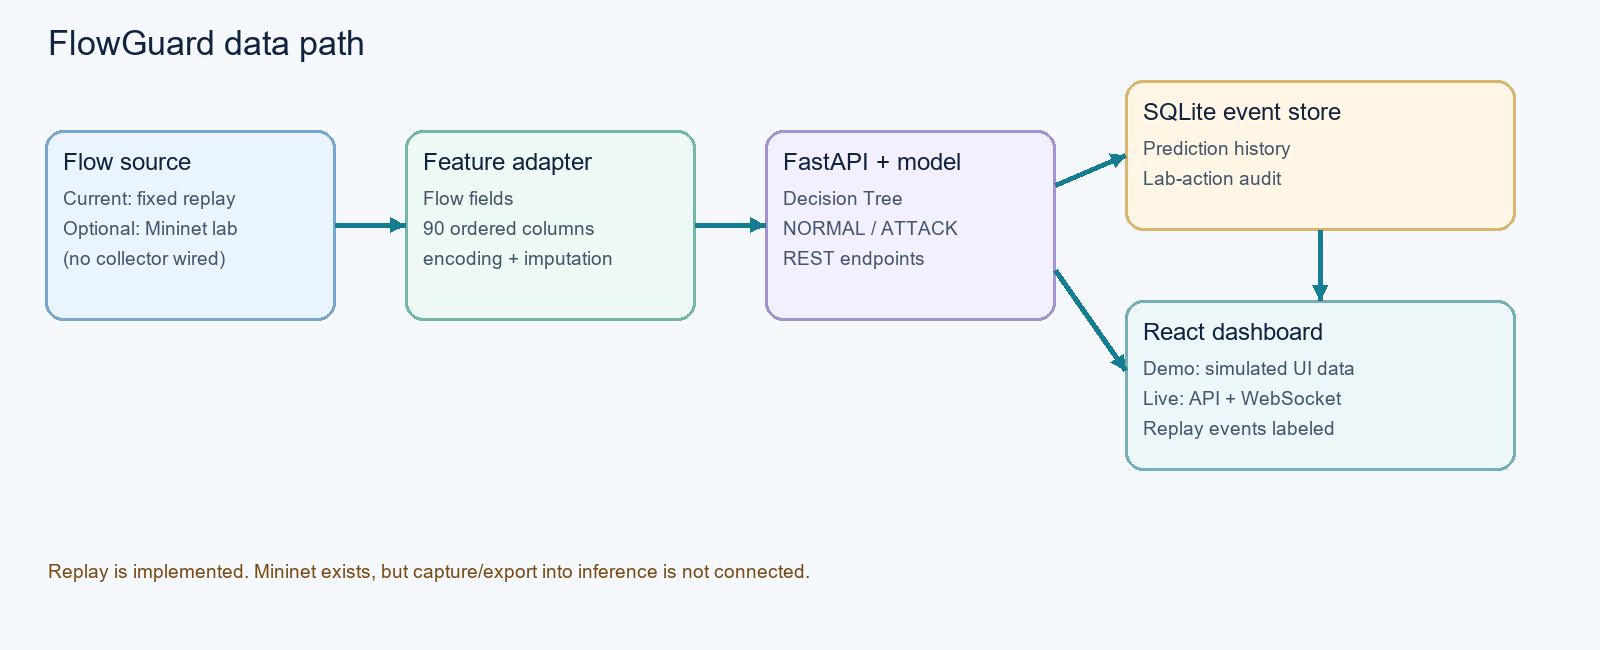 FlowGuard data path
Flow source
Current: fixed replay
Optional: Mininet lab
(no collector wired)
Feature adapter
Flow fields
90 ordered columns
encoding + imputation
FastAPI + model
Decision Tree
NORMAL / ATTACK
REST endpoints
SQLite event store
Prediction history
Lab-action audit
React dashboard
Demo: simulated UI data
Live: API + WebSocket
Replay events labeled
Replay is implemented. Mininet exists, but capture/export into inference is not connected.